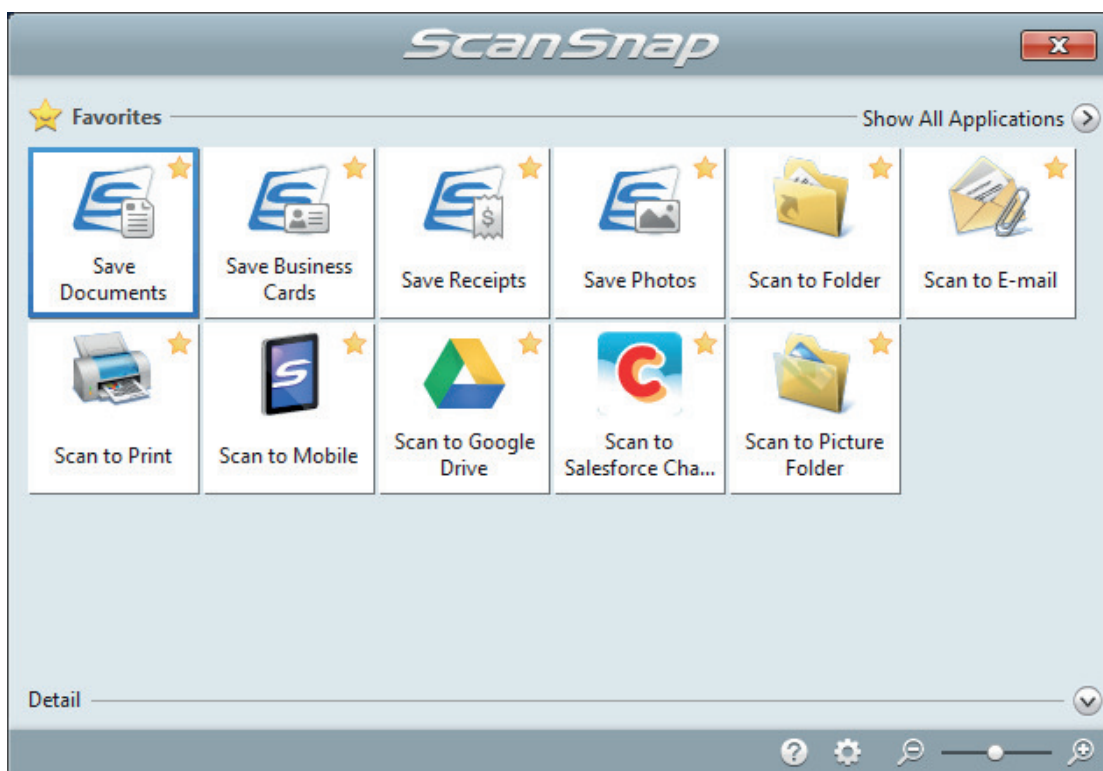 ScanSnap
Favorites
Show All Applications
Save
Documents
Save Business
Cards
Save Receipts
Save Photos
Scan to Folder
Scan to E-mail
Scan to Print
Scan to Mobile
Scan to Google
Drive
Scan to
Salesforce Cha...
Scan to Picture
Folder
Detail